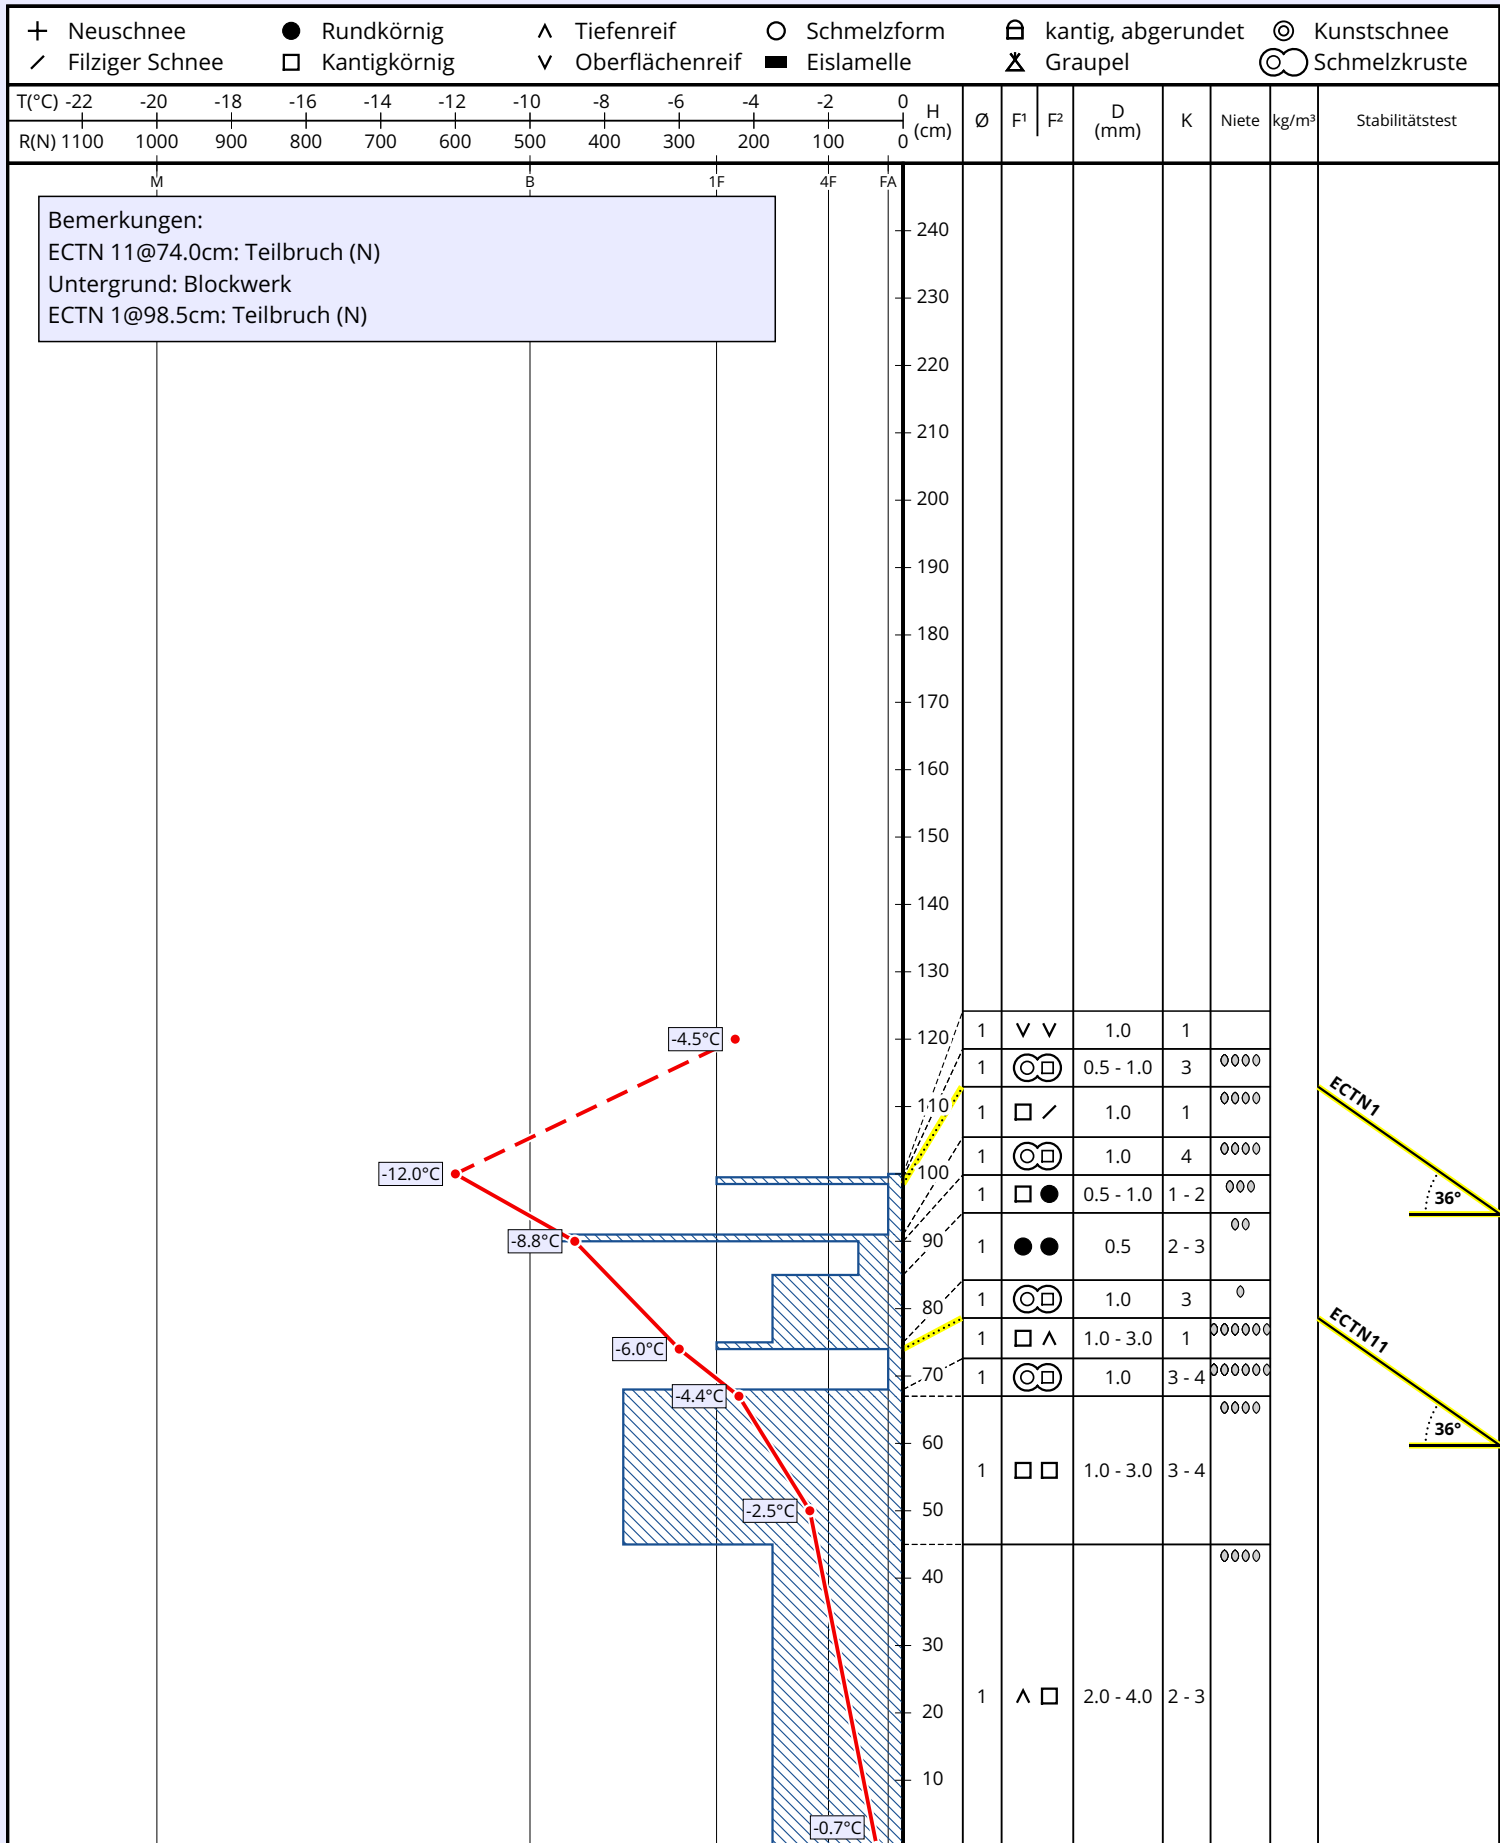 Neuschnee Rundkörnig Tiefenreif Schmelzform kantig, abgerundet Kunstschnee
Filziger Schnee Kantigkörnig Oberflächenreif Eislamelle Graupel Schmelzkruste
T(°C) -22 -20 -18 -16 -14 -12 -10 -8 -6 -4 -2 0
R(N) 1100 1000 900 800 700 600 500 400 300 200 100 0
H (cm) Ø F¹ F² D (mm) K Niete kg/m³ Stabilitätstest
M B 1F 4F FA
Bemerkungen:
ECTN 11@74.0cm: Teilbruch (N)
Untergrund: Blockwerk
ECTN 1@98.5cm: Teilbruch (N)
240
230
220
210
200
190
180
170
160
150
140
130
120
110
100
90
80
70
60
50
40
30
20
10
-4.5°C
-12.0°C
-8.8°C
-6.0°C
-4.4°C
-2.5°C
-0.7°C
1 1.0 1
1 0.5 - 1.0 3
1 1.0 1
1 1.0 4
1 0.5 - 1.0 1 - 2
1 0.5 2 - 3
1 1.0 3
1 1.0 - 3.0 1
1 1.0 3 - 4
1 1.0 - 3.0 3 - 4
1 2.0 - 4.0 2 - 3
ECTN1
36°
ECTN11
36°